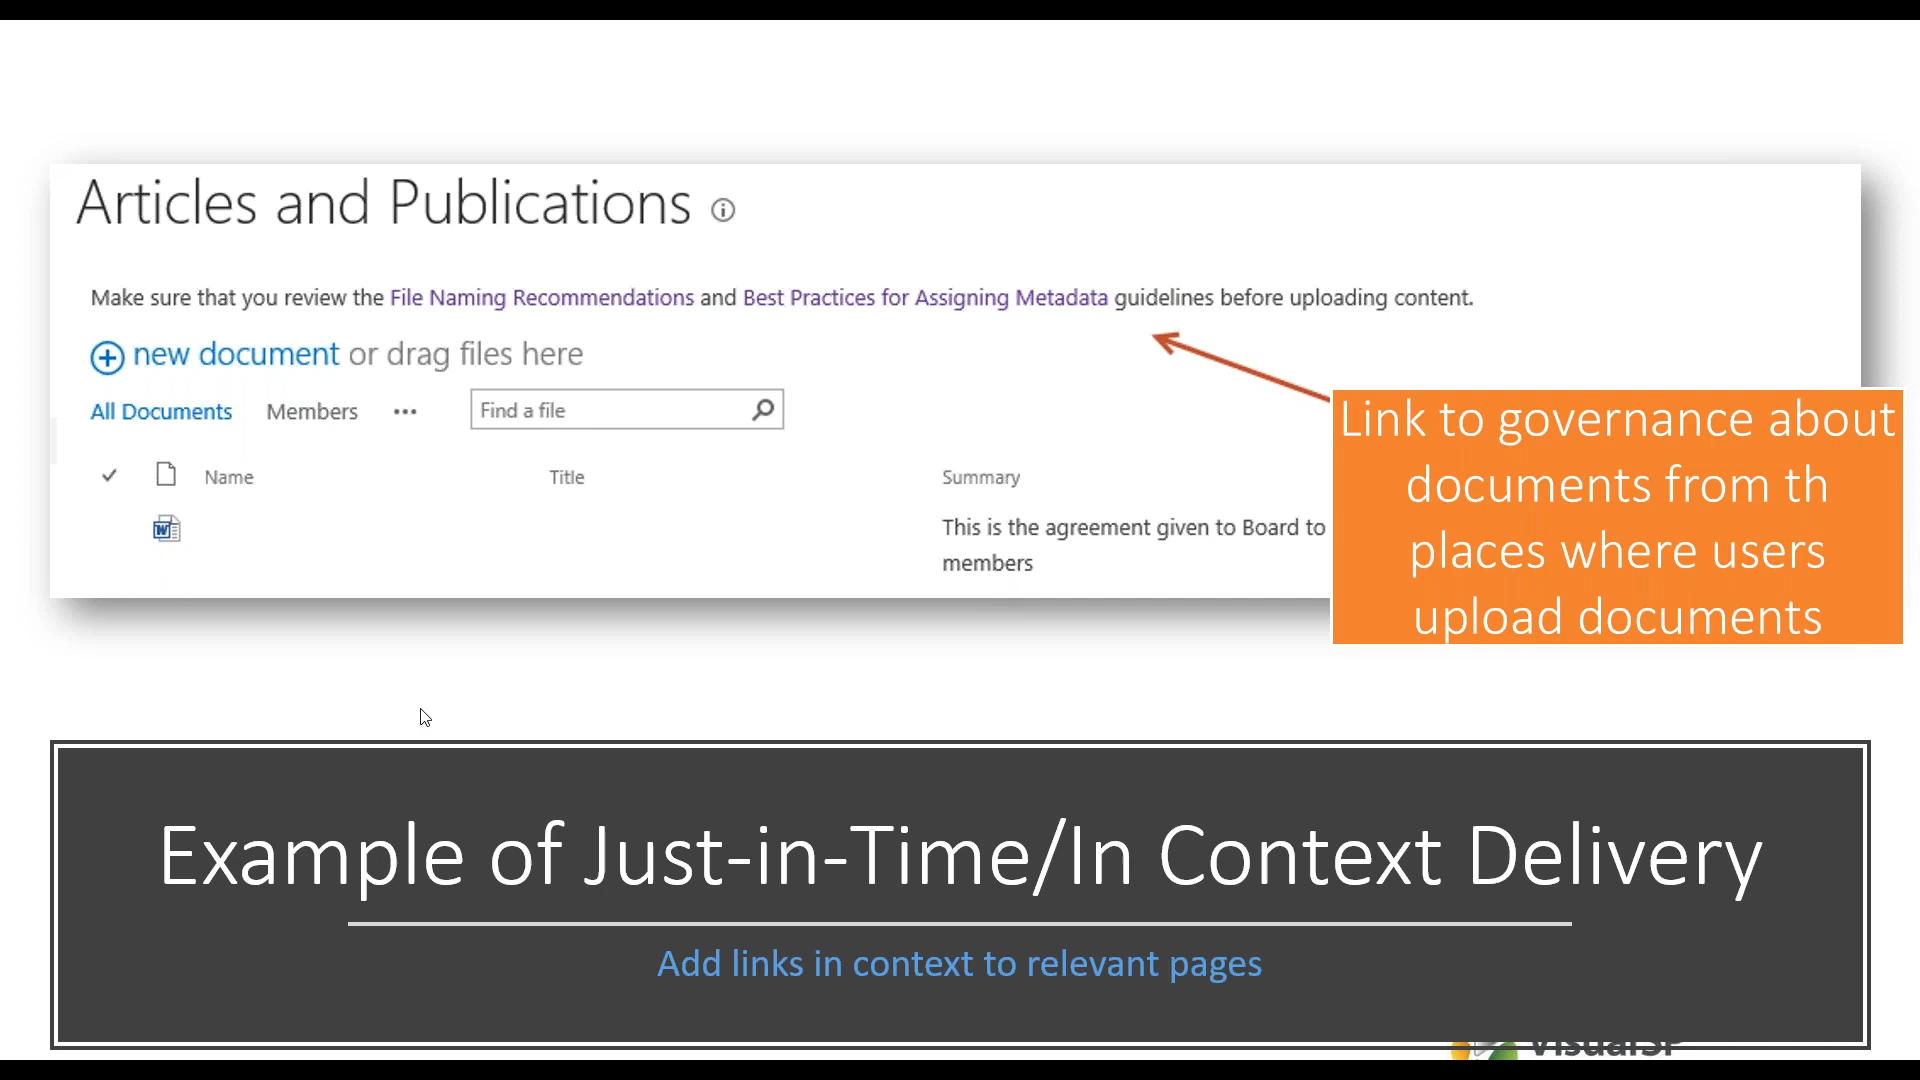 Articles and Publications
Make sure that you review the File Naming Recommendations and Best Practices for Assigning Metadata guidelines before uploading content.
new document or drag files here
All Documents Members ... Find a file
Name Title Summary
This is the agreement given to Board to
members
Link to governance about
documents from th
places where users
upload documents
Example of Just-in-Time/In Context Delivery
Add links in context to relevant pages
VisualSP